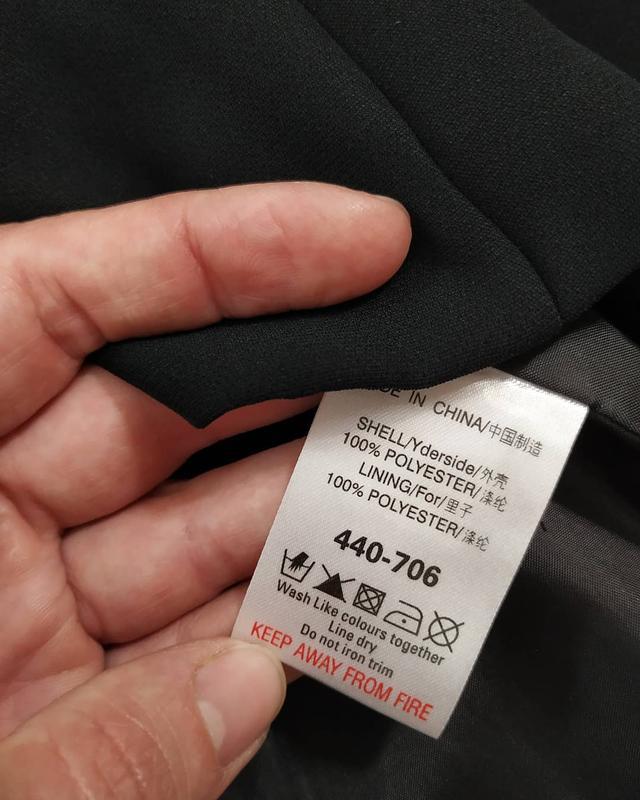 IN CHINA/中国制造
SHELL/Yderside/外壳
100% POLYESTER/涤纶
LINING/For/里子
100% POLYESTER/涤纶
440-706
Wash Like colours together
Line dry
Do not iron trim
KEEP AWAY FROM FIRE